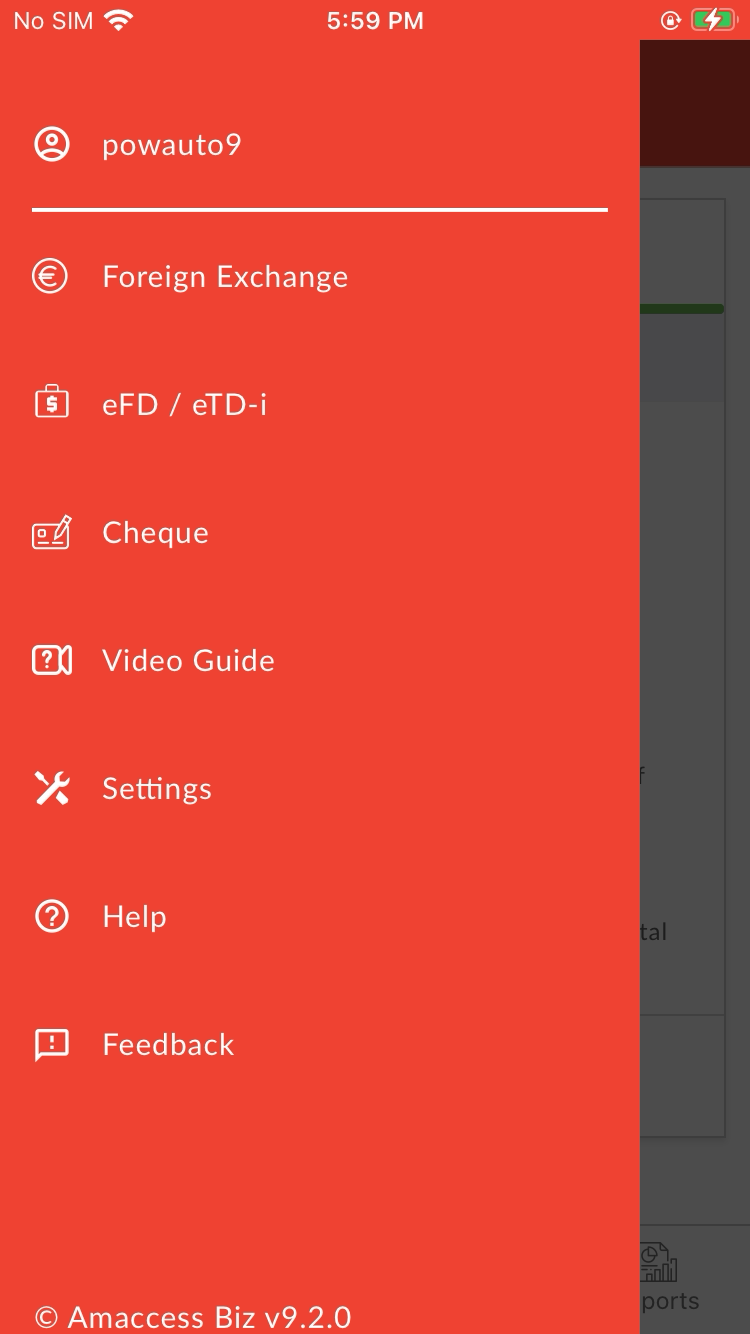 No SIM 5:59 PM
powauto9
Foreign Exchange
eFD / eTD-i
Cheque
Video Guide
Settings
Help
Feedback
© Amaccess Biz v9.2.0
f
tal
ports